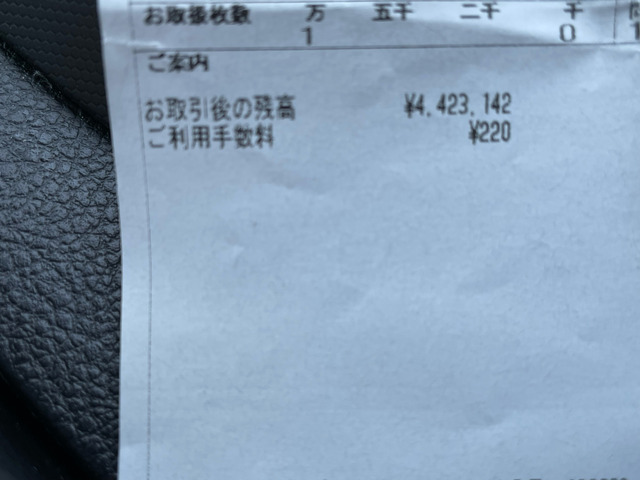 お取扱枚数 万 五千 二千 千
1 0 1
ご案内
お取引後の残高 ¥4,423,142
ご利用手数料 ¥220